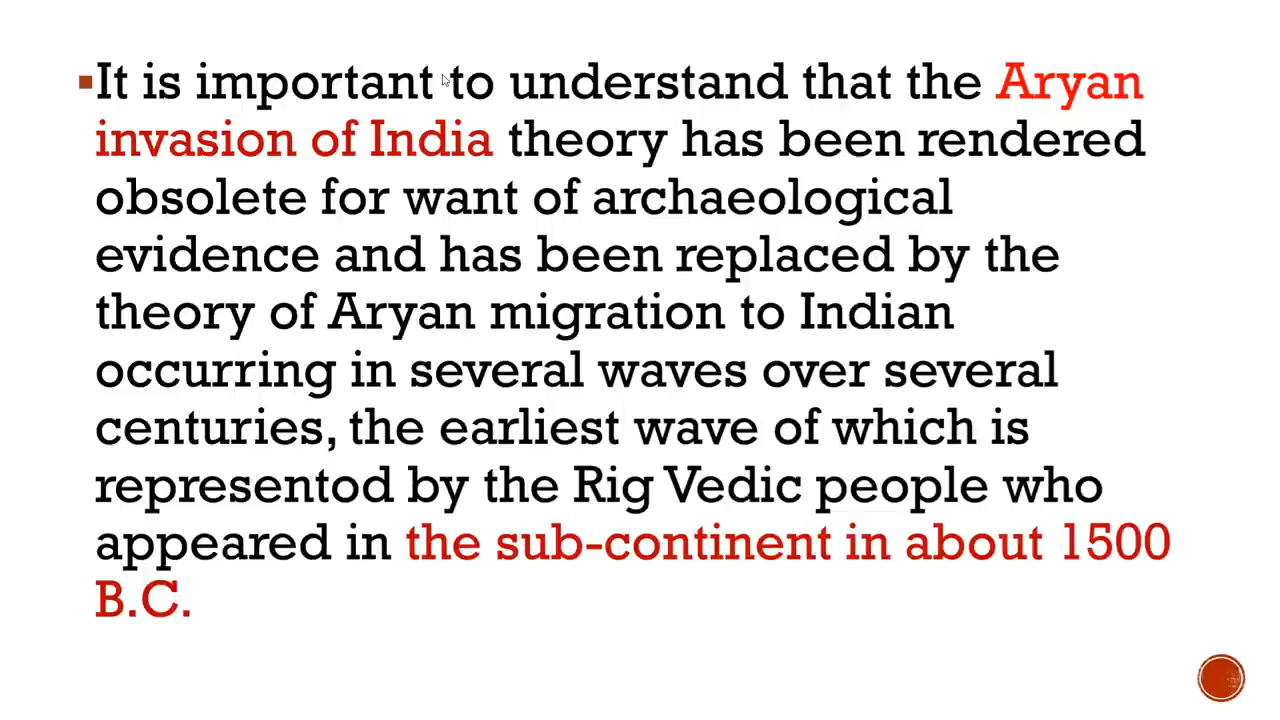 ▪It is important to understand that the Aryan
invasion of India theory has been rendered
obsolete for want of archaeological
evidence and has been replaced by the
theory of Aryan migration to Indian
occurring in several waves over several
centuries, the earliest wave of which is
representod by the Rig Vedic people who
appeared in the sub-continent in about 1500
B.C.